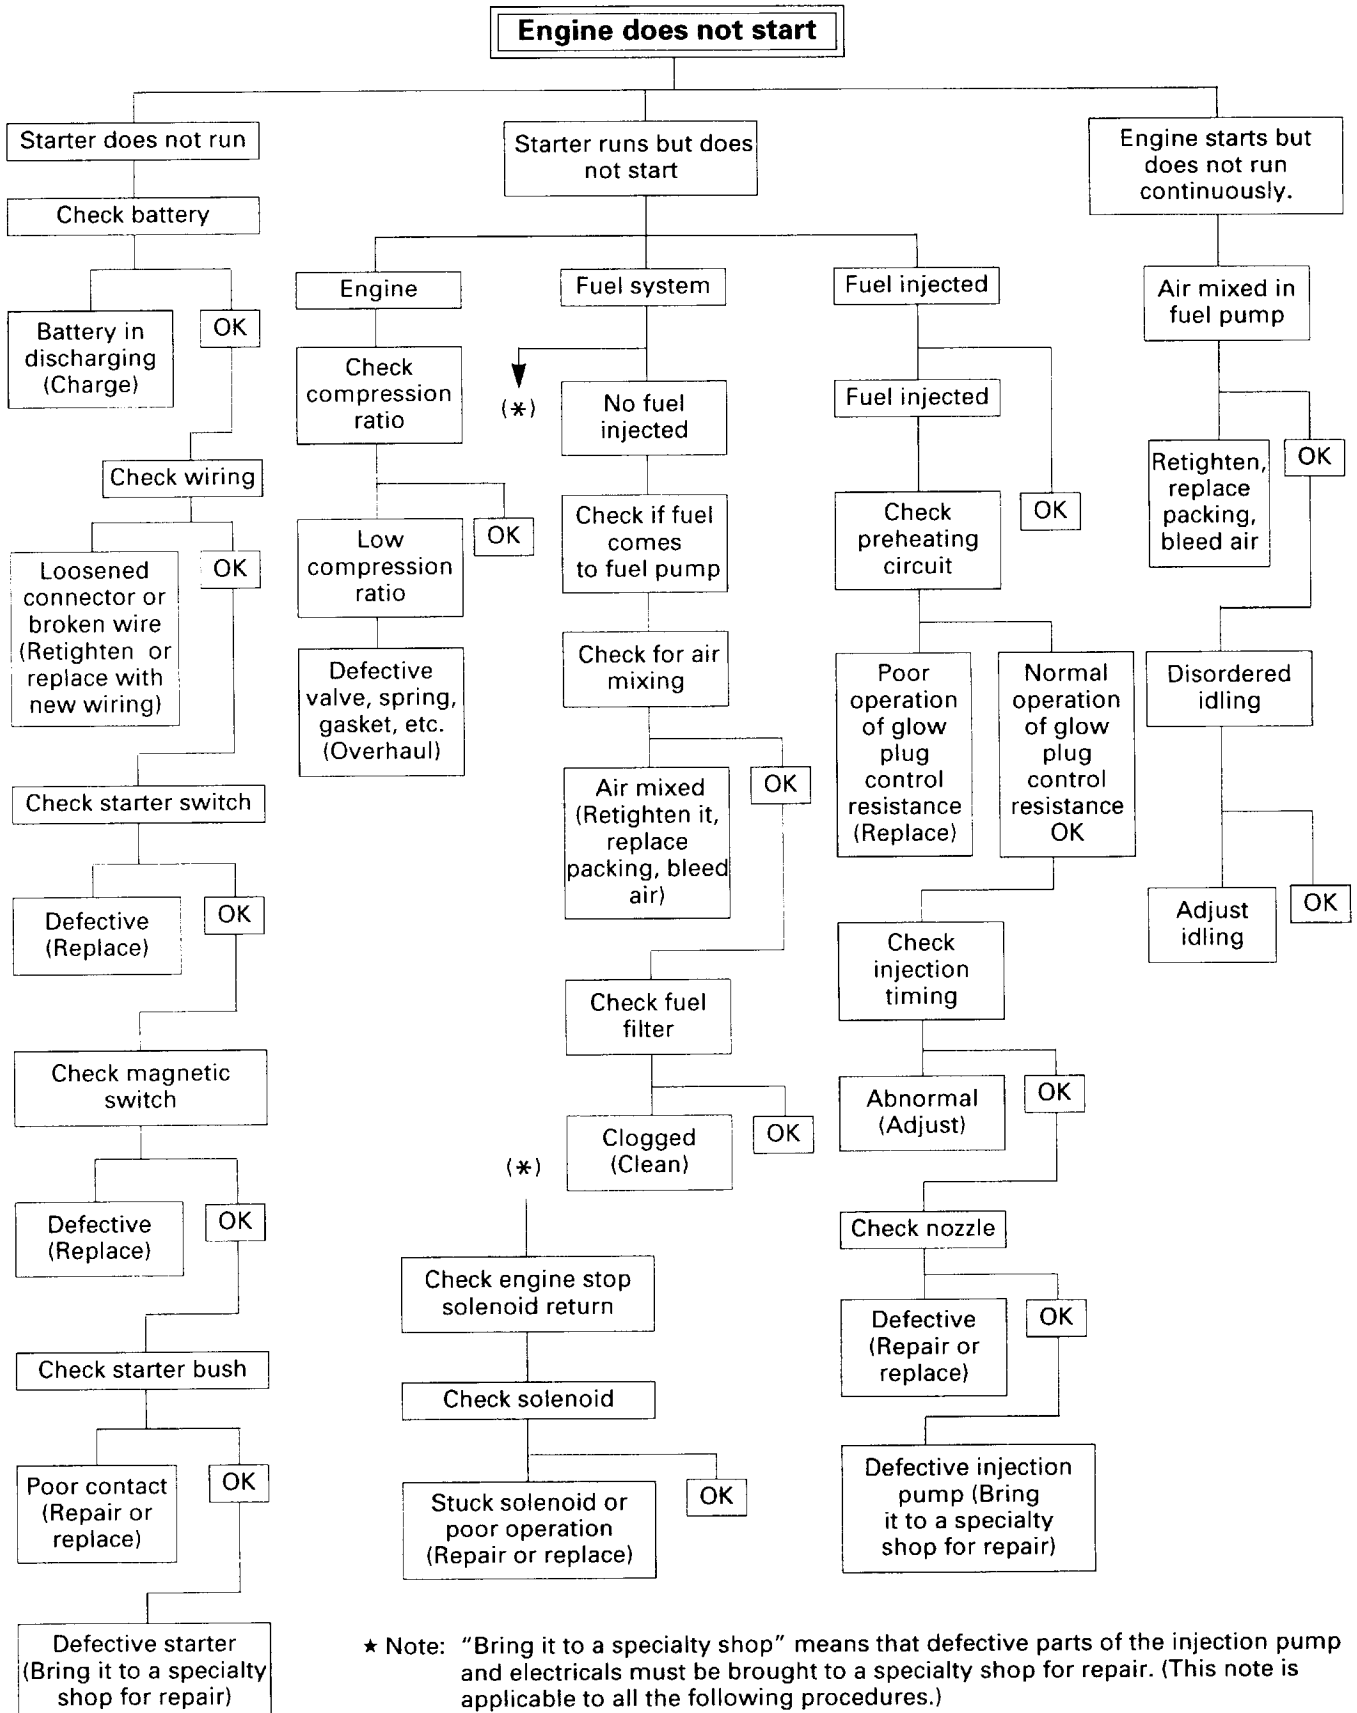 Engine does not start
Starter does not run
Check battery
Battery in
discharging
(Charge)
OK
Check wiring
Loosened
connector or
broken wire
(Retighten or
replace with
new wiring)
OK
Check starter switch
Defective
(Replace)
OK
Check magnetic
switch
Defective
(Replace)
OK
Check starter bush
Poor contact
(Repair or
replace)
OK
Defective starter
(Bring it to a specialty
shop for repair)
Starter runs but does
not start
Engine
Check
compression
ratio
Low
compression
ratio
OK
Defective
valve, spring,
gasket, etc.
(Overhaul)
Fuel system
(*)
No fuel
injected
Check if fuel
comes
to fuel pump
Check for air
mixing
Air mixed
(Retighten it,
replace
packing, bleed
air)
OK
Check fuel
filter
Clogged
(Clean)
OK
(*)
Check engine stop
solenoid return
Check solenoid
Stuck solenoid or
poor operation
(Repair or replace)
OK
Fuel injected
Fuel injected
OK
Check
preheating
circuit
Poor
operation
of glow
plug
control
resistance
(Replace)
Normal
operation
of glow
plug
control
resistance
OK
Check
injection
timing
Abnormal
(Adjust)
OK
Check nozzle
Defective
(Repair or
replace)
OK
Defective injection
pump (Bring
it to a specialty
shop for repair)
Engine starts but
does not run
continuously.
Air mixed in
fuel pump
Retighten,
replace
packing,
bleed air
OK
Disordered
idling
Adjust
idling
OK
★ Note: "Bring it to a specialty shop" means that defective parts of the injection pump
and electricals must be brought to a specialty shop for repair. (This note is
applicable to all the following procedures.)